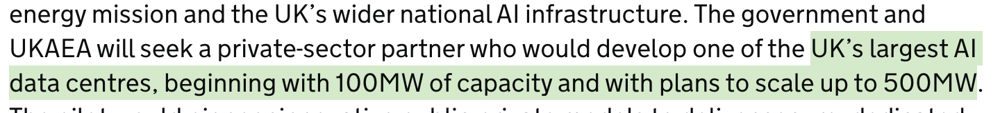 energy mission and the UK’s wider national AI infrastructure. The government and
UKAEA will seek a private-sector partner who would develop one of the UK’s largest AI
data centres, beginning with 100MW of capacity and with plans to scale up to 500MW.